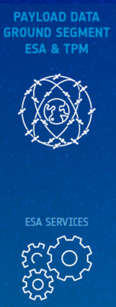 PAYLOAD DATA
GROUND SEGMENT
ESA & TPM
ESA SERVICES